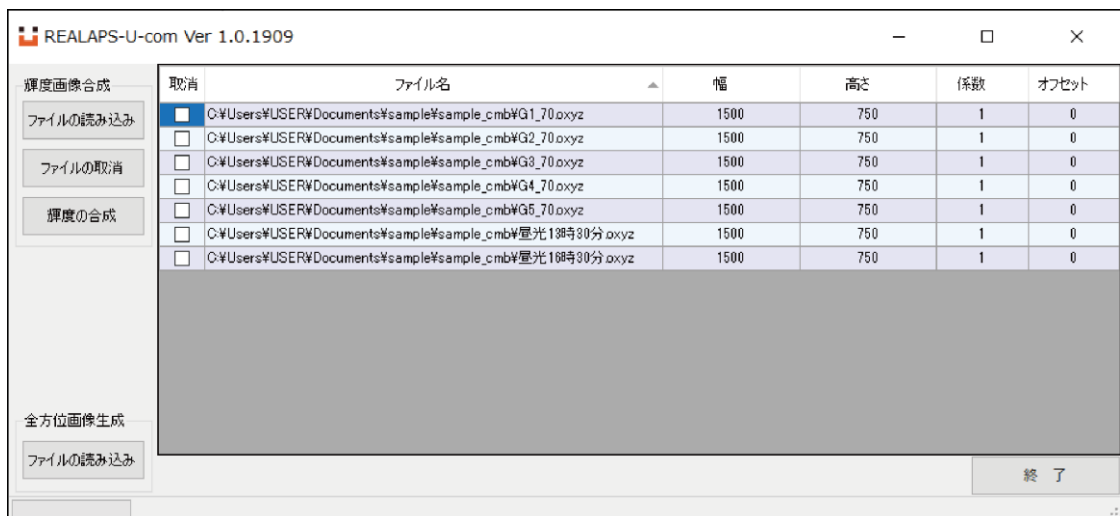 REALAPS-U-com Ver 1.0.1909
輝度画像合成
ファイルの読み込み
ファイルの取消
輝度の合成
取消 ファイル名 幅 高さ 係数 オフセット
C:¥Users¥USER¥Documents¥sample¥sample_cmb¥G1_70.oxyz 1500 750 1 0
C:¥Users¥USER¥Documents¥sample¥sample_cmb¥G2_70.oxyz 1500 750 1 0
C:¥Users¥USER¥Documents¥sample¥sample_cmb¥G3_70.oxyz 1500 750 1 0
C:¥Users¥USER¥Documents¥sample¥sample_cmb¥G4_70.oxyz 1500 750 1 0
C:¥Users¥USER¥Documents¥sample¥sample_cmb¥G5_70.oxyz 1500 750 1 0
C:¥Users¥USER¥Documents¥sample¥sample_cmb¥昼光13時30分.oxyz 1500 750 1 0
C:¥Users¥USER¥Documents¥sample¥sample_cmb¥昼光16時30分.oxyz 1500 750 1 0
全方位画像生成
ファイルの読み込み
終 了